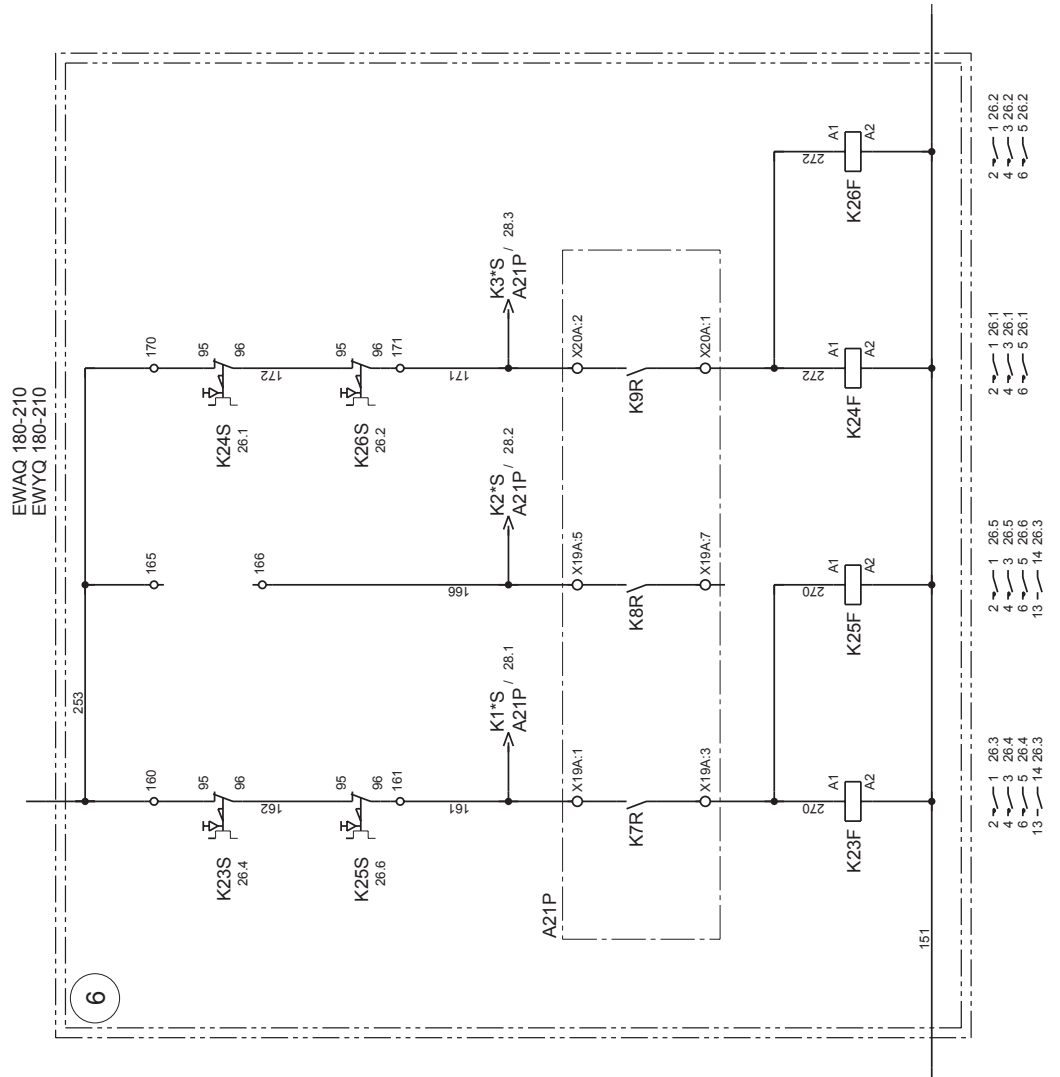 EWAQ 180-210
EWYQ 180-210
6
253
160
165
170
95
96
K23S
26.4
162
95
96
K24S
26.1
172
95
96
K25S
26.6
161
161
166
166
95
96
K26S
26.2
171
171
K1*S / 28.1
A21P
K2*S / 28.2
A21P
K3*S / 28.3
A21P
A21P
X19A:1
X19A:5
X20A:2
K7R
K8R
K9R
X19A:3
X19A:7
X20A:1
270
A1
A2
K23F
270
A1
A2
K25F
272
A1
A2
K24F
272
A1
A2
K26F
151
2 1 26.3
4 3 26.4
6 5 26.4
13 14 26.3
2 1 26.5
4 3 26.5
6 5 26.6
13 14 26.3
2 1 26.1
4 3 26.1
6 5 26.1
2 1 26.2
4 3 26.2
6 5 26.2